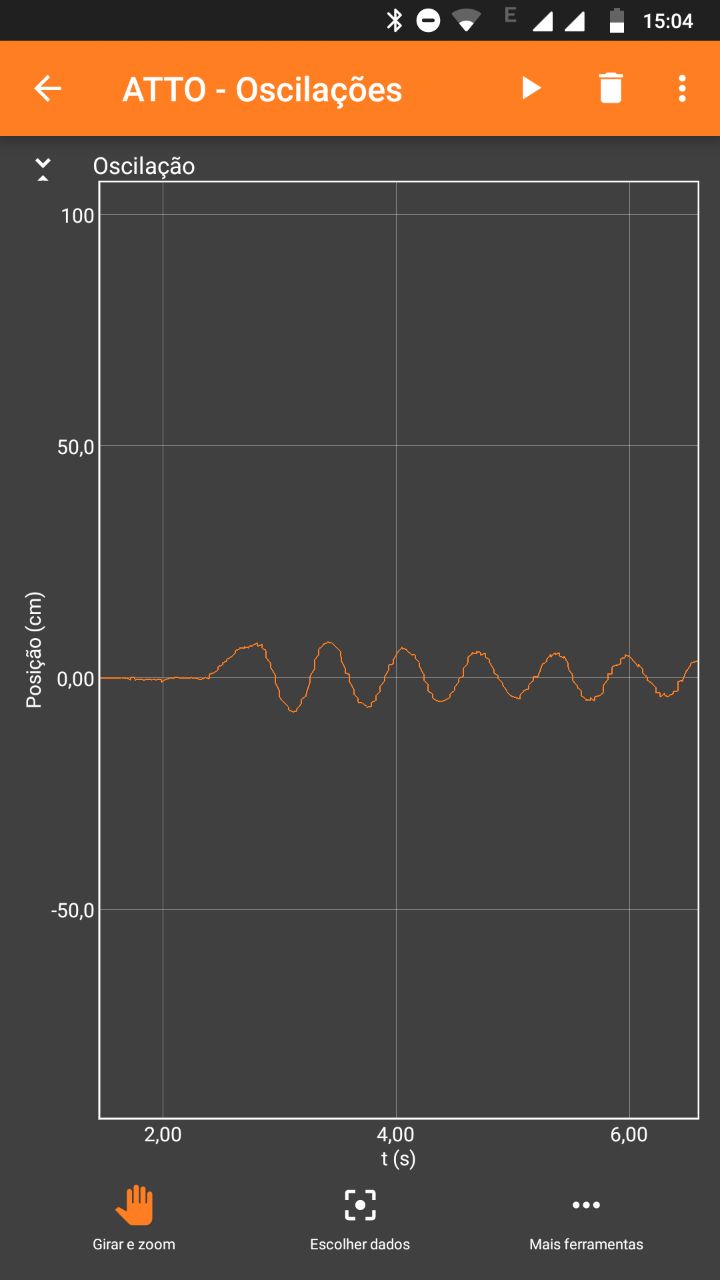 E 15:04
ATTO - Oscilações
Oscilação
100
50,0
Posição (cm)
0,00
-50,0
2,00 4,00 6,00
t (s)
Girar e zoom Escolher dados Mais ferramentas